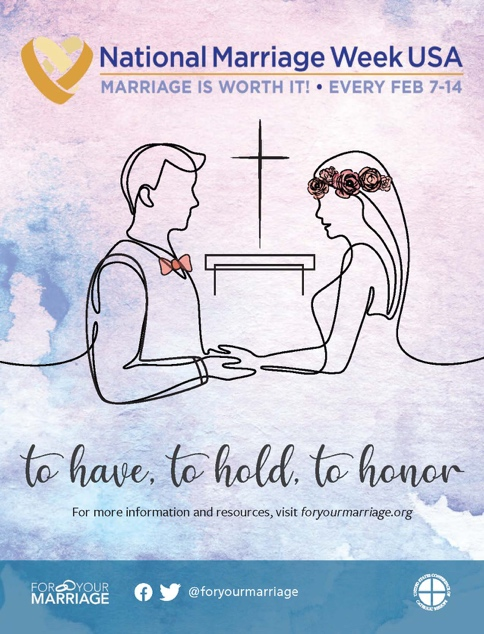 National Marriage Week USA
MARRIAGE IS WORTH IT! • EVERY FEB 7-14
to have, to hold, to honor
For more information and resources, visit foryourmarriage.org
FOR YOUR
MARRIAGE
@foryourmarriage